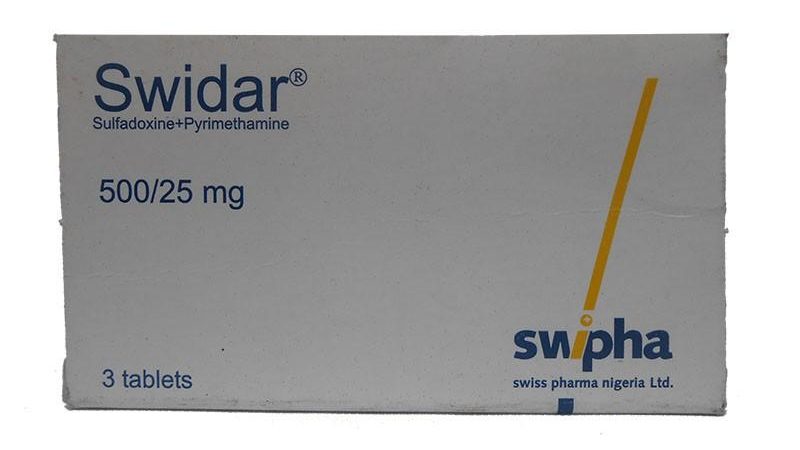 Swidar®
Sulfadoxine+Pyrimethamine
500/25 mg
3 tablets
swipha
swiss pharma nigeria Ltd.